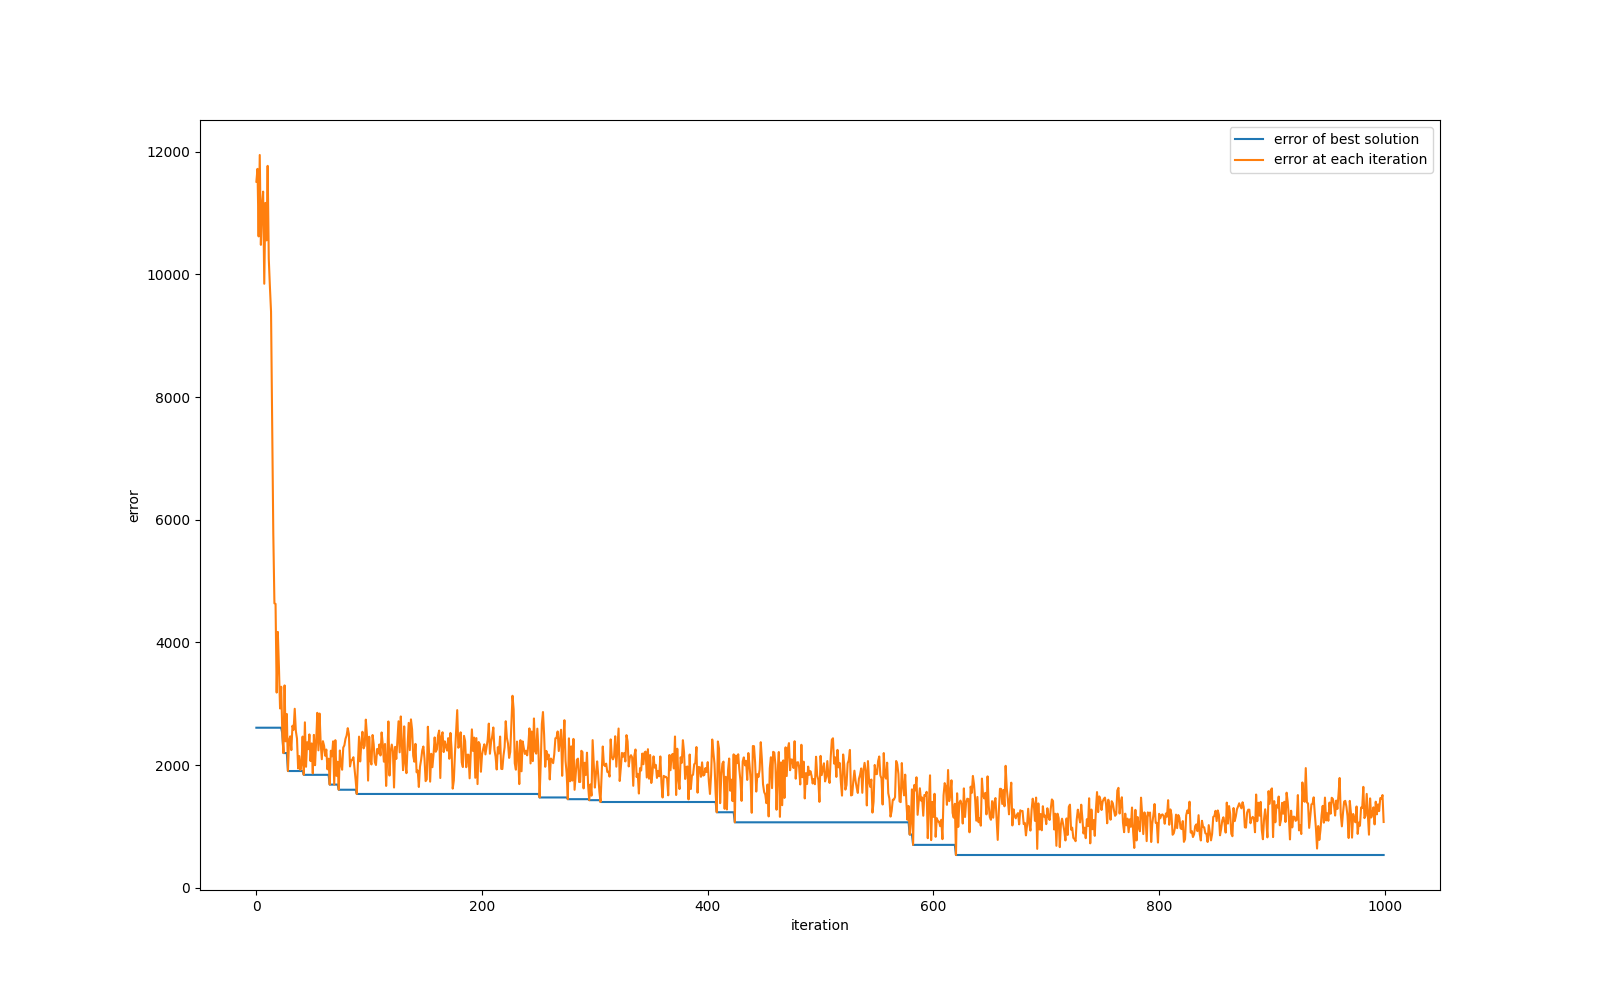 error of best solution
error at each iteration
12000
10000
8000
6000
4000
2000
0
error
0 200 400 600 800 1000
iteration